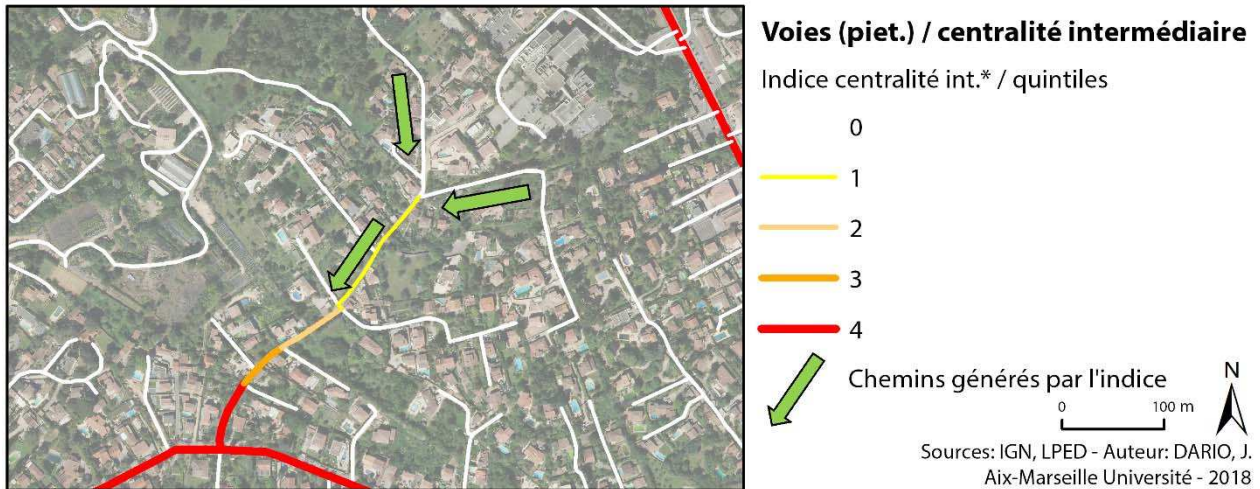 Voies (piet.) / centralité intermédiaire
Indice centralité int.* / quintiles
0
1
2
3
4
Chemins générés par l'indice
N
0 100 m
Sources: IGN, LPED - Auteur: DARIO, J.
Aix-Marseille Université - 2018